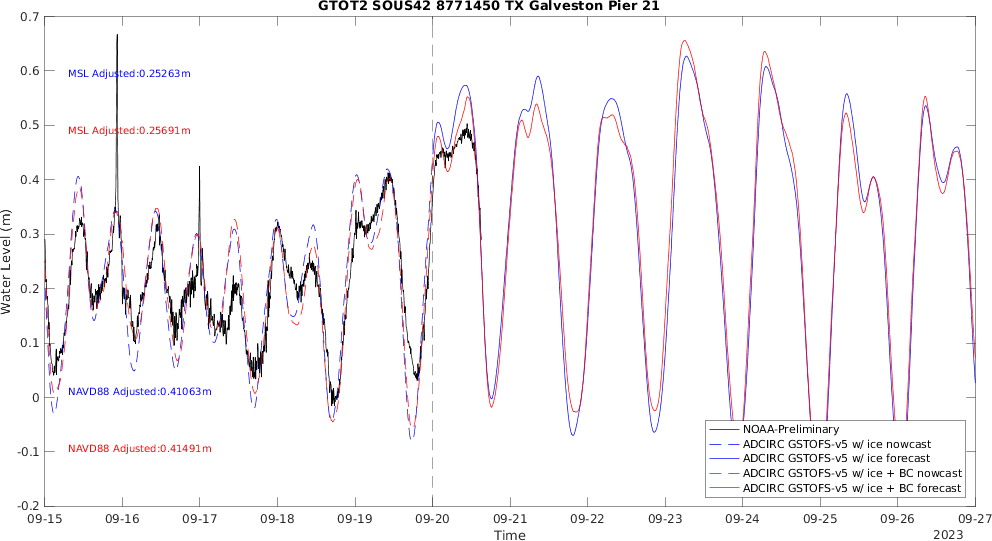 GTOT2 SOUS42 8771450 TX Galveston Pier 21
0.7
0.6
0.5
0.4
0.3
0.2
0.1
0
-0.1
-0.2
Water Level (m)
MSL Adjusted:0.25263m
MSL Adjusted:0.25691m
NAVD88 Adjusted:0.41063m
NAVD88 Adjusted:0.41491m
NOAA-Preliminary
ADCIRC GSTOFS-v5 w/ ice nowcast
ADCIRC GSTOFS-v5 w/ ice forecast
ADCIRC GSTOFS-v5 w/ ice + BC nowcast
ADCIRC GSTOFS-v5 w/ ice + BC forecast
09-15 09-16 09-17 09-18 09-19 09-20 09-21 09-22 09-23 09-24 09-25 09-26 09-27
Time
2023